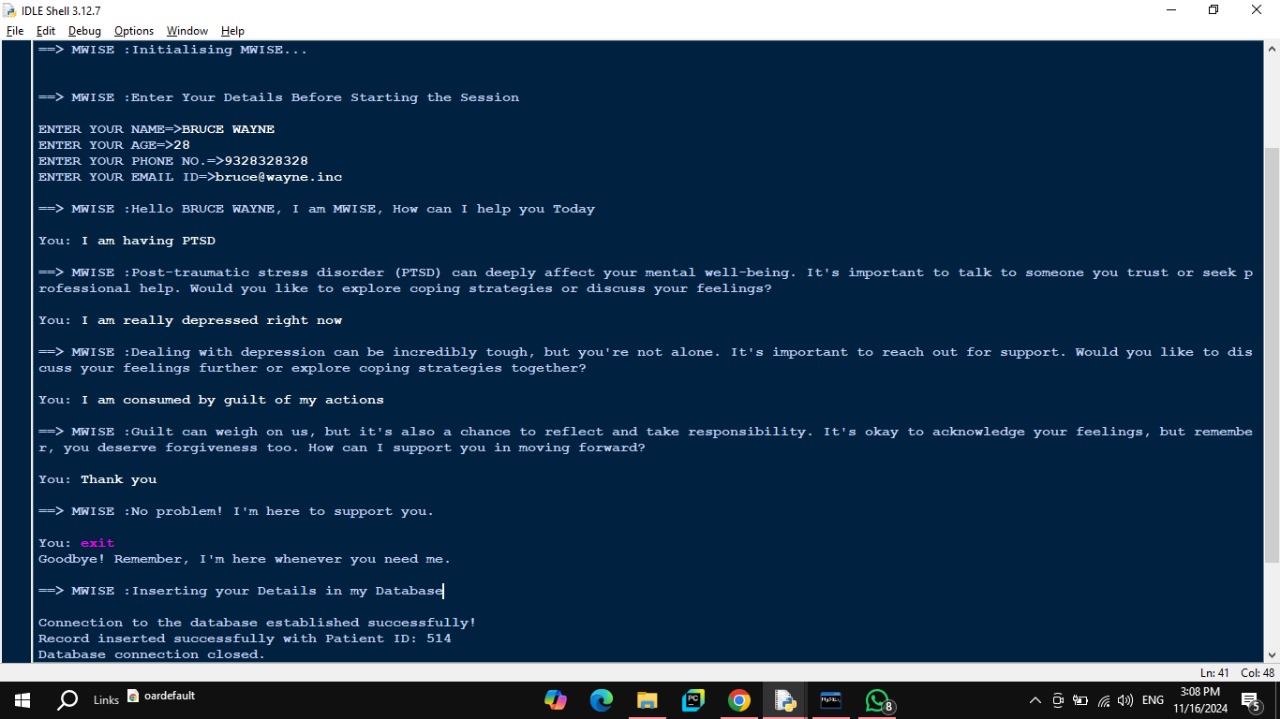 IDLE Shell 3.12.7
File Edit Debug Options Window Help
==> MWISE :Initialising MWISE...
==> MWISE :Enter Your Details Before Starting the Session
ENTER YOUR NAME=>BRUCE WAYNE
ENTER YOUR AGE=>28
ENTER YOUR PHONE NO.=>9328328328
ENTER YOUR EMAIL ID=>bruce@wayne.inc
==> MWISE :Hello BRUCE WAYNE, I am MWISE, How can I help you Today
You: I am having PTSD
==> MWISE :Post-traumatic stress disorder (PTSD) can deeply affect your mental well-being. It's important to talk to someone you trust or seek p
rofessional help. Would you like to explore coping strategies or discuss your feelings?
You: I am really depressed right now
==> MWISE :Dealing with depression can be incredibly tough, but you're not alone. It's important to reach out for support. Would you like to dis
cuss your feelings further or explore coping strategies together?
You: I am consumed by guilt of my actions
==> MWISE :Guilt can weigh on us, but it's also a chance to reflect and take responsibility. It's okay to acknowledge your feelings, but remembe
r, you deserve forgiveness too. How can I support you in moving forward?
You: Thank you
==> MWISE :No problem! I'm here to support you.
You: exit
Goodbye! Remember, I'm here whenever you need me.
==> MWISE :Inserting your Details in my Database
Connection to the database established successfully!
Record inserted successfully with Patient ID: 514
Database connection closed.
Ln: 41 Col: 48
Links oardefault
PC
8
ENG
3:08 PM
11/16/2024
5